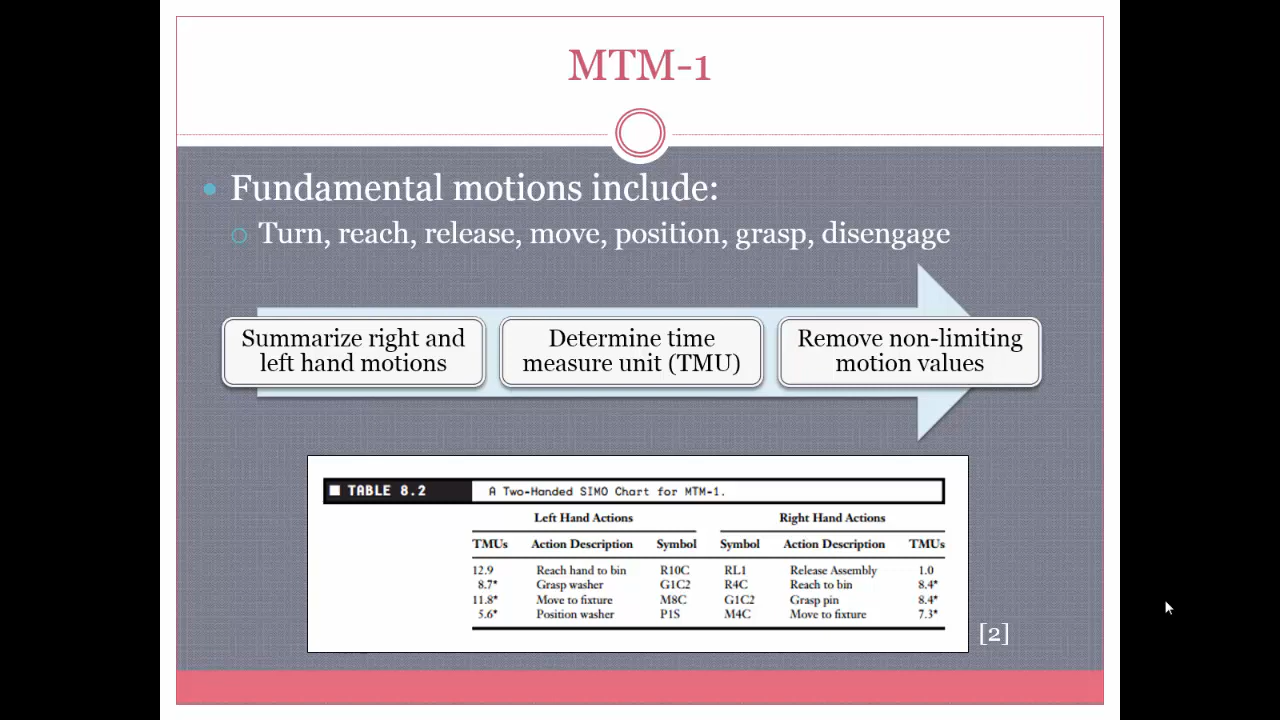 MTM-1
Fundamental motions include:
Turn, reach, release, move, position, grasp, disengage
Summarize right and left hand motions
Determine time measure unit (TMU)
Remove non-limiting motion values
TABLE 8.2 A Two-Handed SIMO Chart for MTM-1.
Left Hand Actions Right Hand Actions
TMUs Action Description Symbol Symbol Action Description TMUs
12.9 Reach hand to bin R10C RL1 Release Assembly 1.0
8.7* Grasp washer G1C2 R4C Reach to bin 8.4*
11.8* Move to fixture M8C G1C2 Grasp pin 8.4*
5.6* Position washer P1S M4C Move to fixture 7.3*
[2]